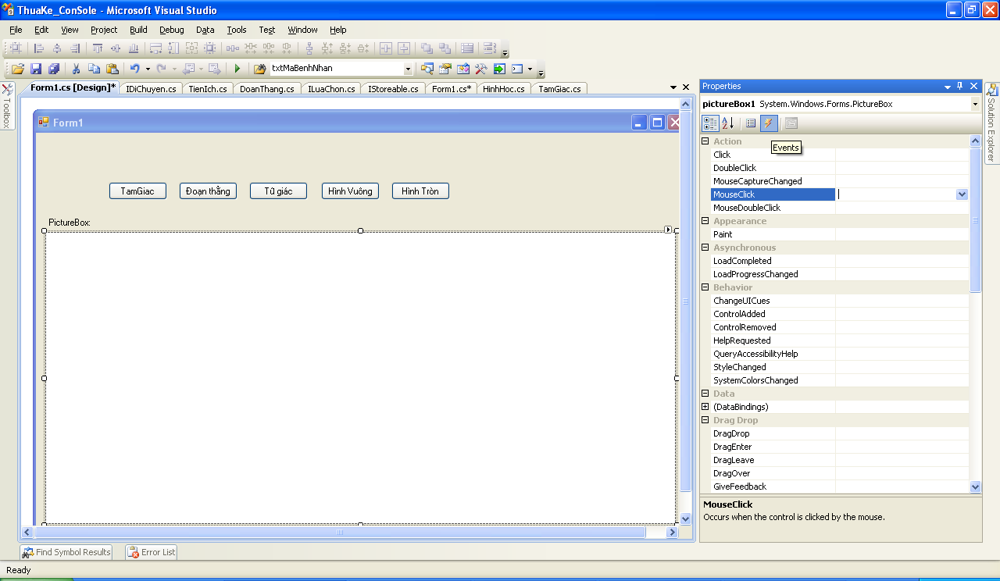 ThuaKe_ConSole - Microsoft Visual Studio
File Edit View Project Build Debug Data Tools Test Window Help
txtMaBenhNhan
Form1.cs [Design]* IDiChuyen.cs TienIch.cs DoanThang.cs ILuaChon.cs IStoreable.cs Form1.cs* HinhHoc.cs TamGiac.cs
Toolbox
Form1
TamGiac Đoạn thẳng Tứ giác Hình Vuông Hình Tròn
PictureBox:
Properties
pictureBox1 System.Windows.Forms.PictureBox
Events
Action
Click
DoubleClick
MouseCaptureChanged
MouseClick
MouseDoubleClick
Appearance
Paint
Asynchronous
LoadCompleted
LoadProgressChanged
Behavior
ChangeUICues
ControlAdded
ControlRemoved
HelpRequested
QueryAccessibilityHelp
StyleChanged
SystemColorsChanged
Data
(DataBindings)
Drag Drop
DragDrop
DragEnter
DragLeave
DragOver
GiveFeedback
MouseClick
Occurs when the control is clicked by the mouse.
Solution Explorer
Find Symbol Results Error List
Ready